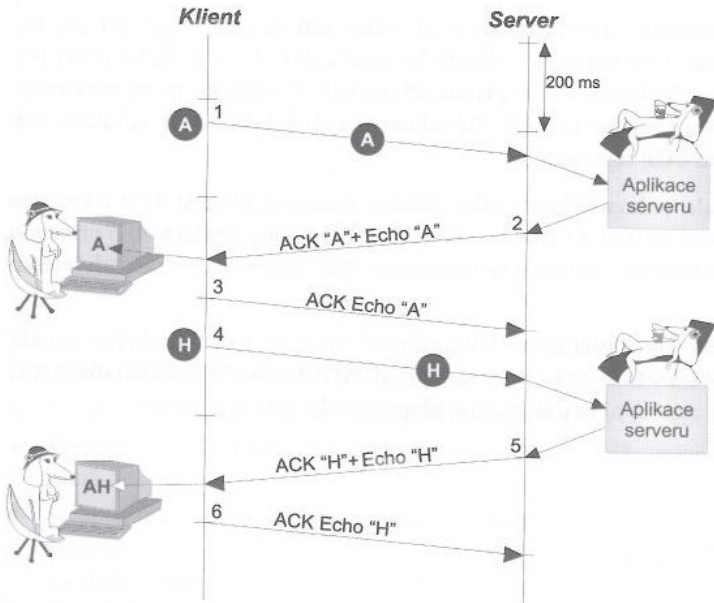 Klient
Server
200 ms
1
A
A
Aplikace
serveru
2
ACK "A"+ Echo "A"
A
3
ACK Echo "A"
4
H
H
Aplikace
serveru
5
ACK "H"+ Echo "H"
AH
6
ACK Echo "H"